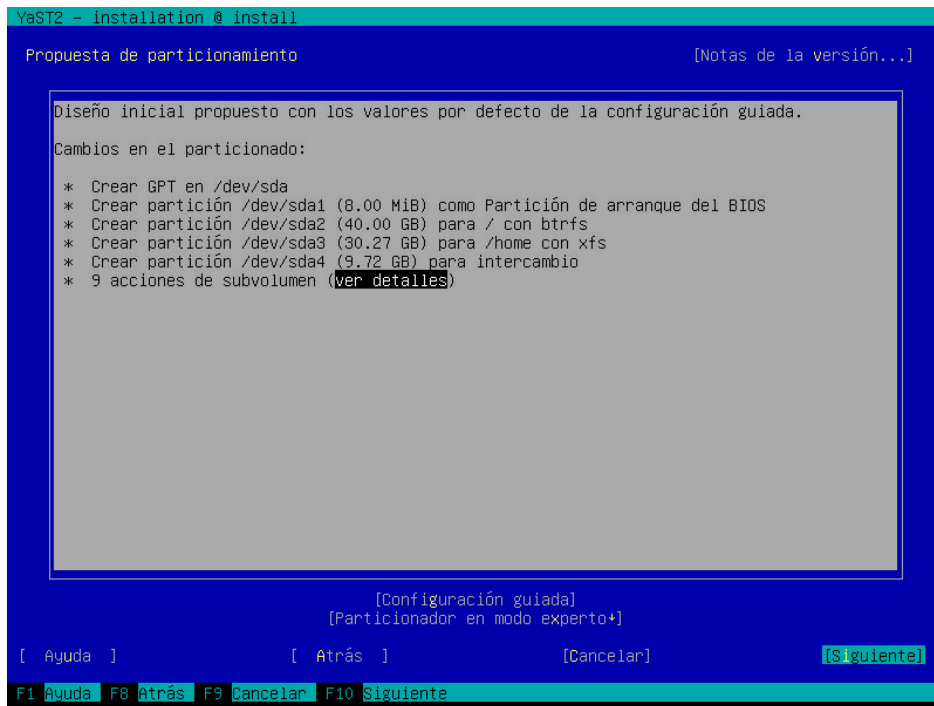 YaST2 - installation @ install
Propuesta de particionamiento [Notas de la versión...]
Diseño inicial propuesto con los valores por defecto de la configuración guiada.
Cambios en el particionado:
* Crear GPT en /dev/sda
* Crear partición /dev/sda1 (8.00 MiB) como Partición de arranque del BIOS
* Crear partición /dev/sda2 (40.00 GB) para / con btrfs
* Crear partición /dev/sda3 (30.27 GB) para /home con xfs
* Crear partición /dev/sda4 (9.72 GB) para intercambio
* 9 acciones de subvolumen (ver detalles)
[Configuración guiada]
[Particionador en modo experto↓]
[ Ayuda ] [ Atrás ] [Cancelar] [Siguiente]
F1 Ayuda F8 Atrás F9 Cancelar F10 Siguiente